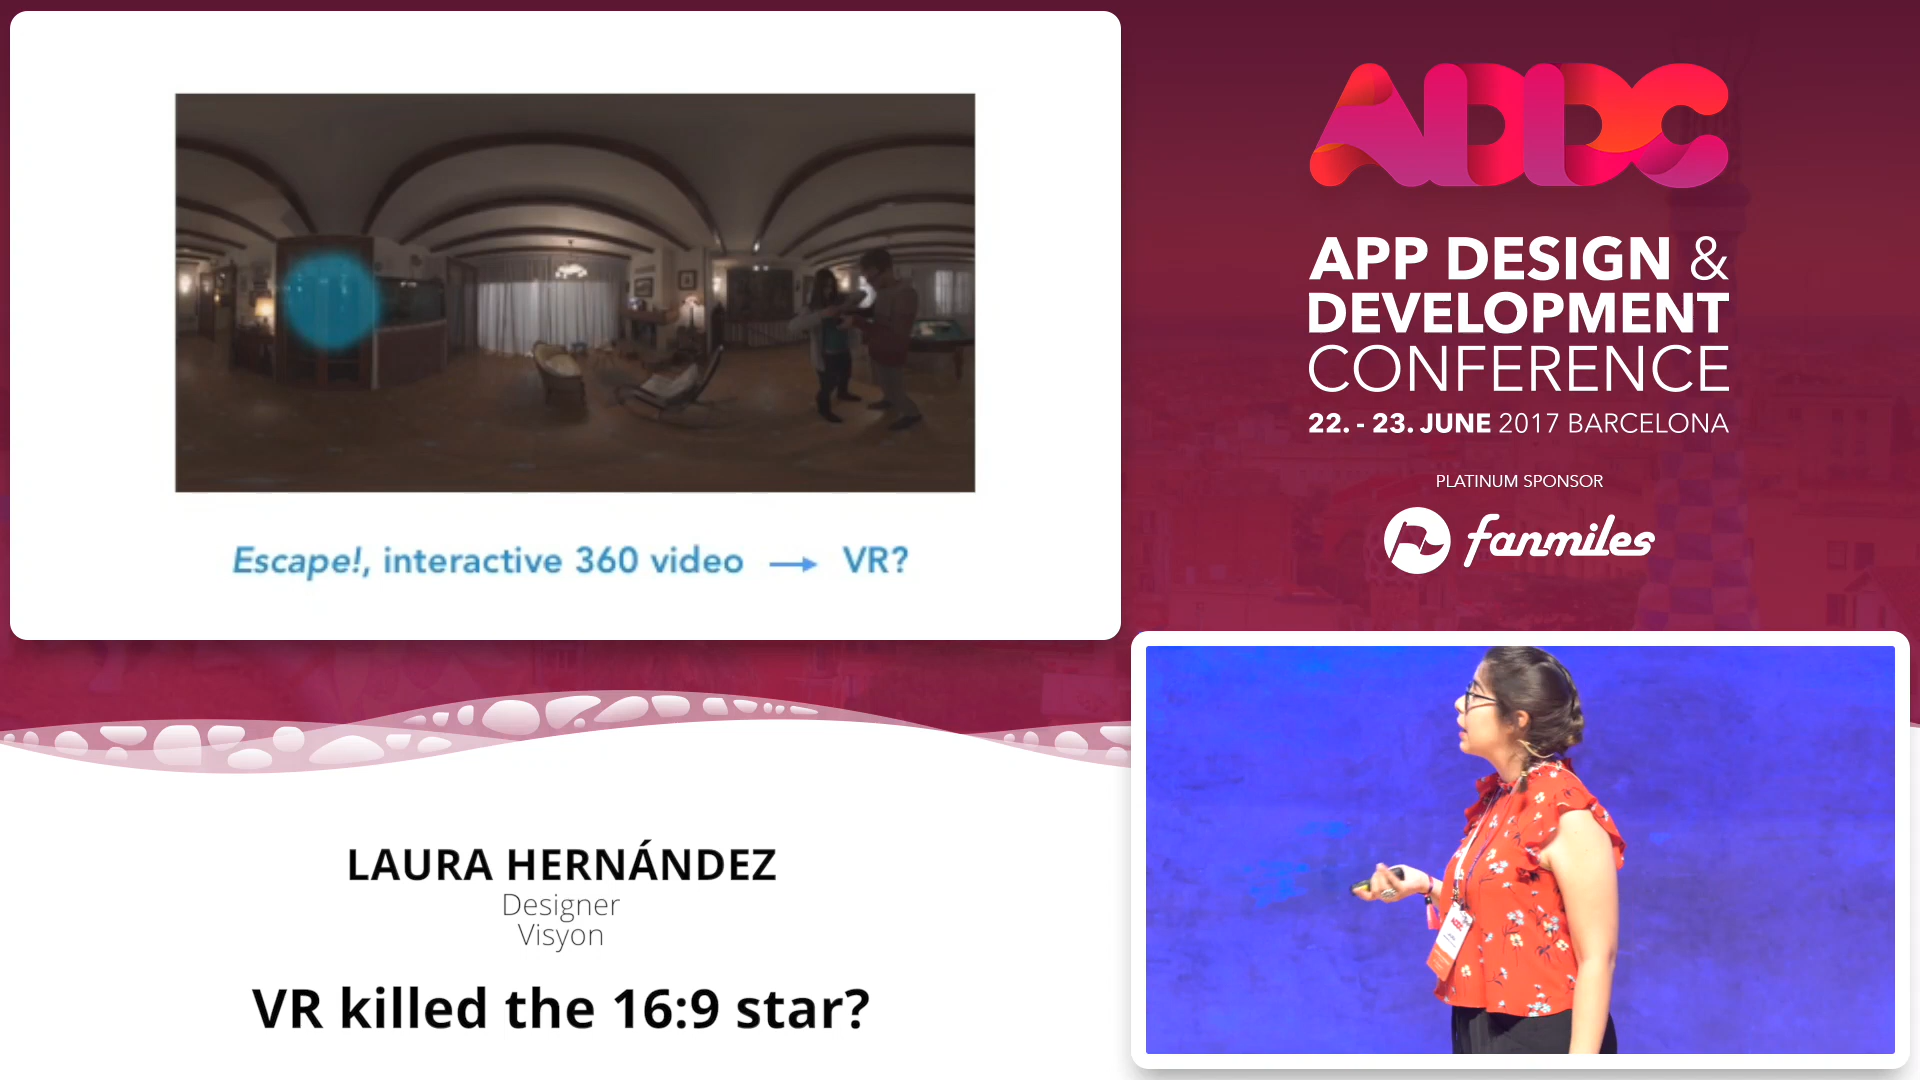 Escape!, interactive 360 video → VR?
ADDC
APP DESIGN &
DEVELOPMENT
CONFERENCE
22. - 23. JUNE 2017 BARCELONA
PLATINUM SPONSOR
fanmiles
LAURA HERNÁNDEZ
Designer
Visyon
VR killed the 16:9 star?